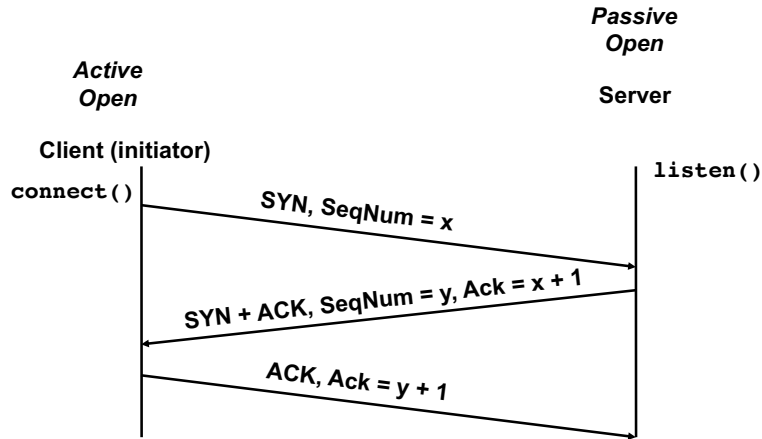 Passive
Open
Active
Open
Server
Client (initiator)
connect()
listen()
SYN, SeqNum = x
SYN + ACK, SeqNum = y, Ack = x + 1
ACK, Ack = y + 1